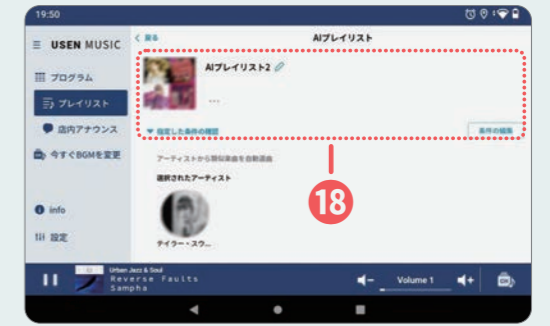 19:50
USEN MUSIC
戻る
AIプレイリスト
AIプレイリスト2
...
プログラム
プレイリスト
店内アナウンス
今すぐBGMを変更
info
設定
指定した条件の確認
条件の編集
アーティストから類似楽曲を自動選曲
選択されたアーティスト
テイラー・スウ...
18
Urban Jazz & Soul
Reverse Faults
Sampha
Volume 1